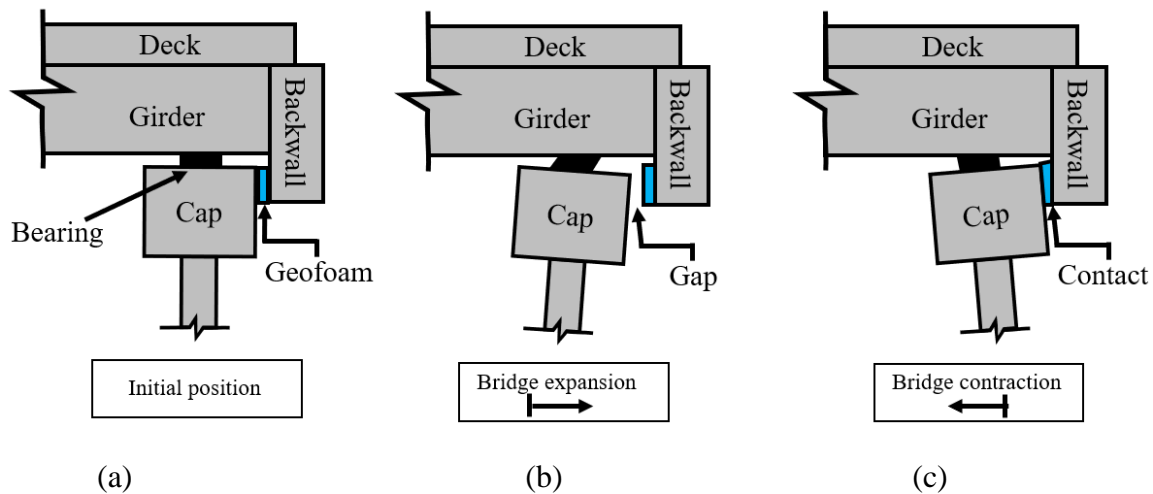 Deck
Girder
Backwall
Bearing
Cap
Geofoam
Initial position
(a)
Deck
Girder
Backwall
Cap
Gap
Bridge expansion
(b)
Deck
Girder
Backwall
Cap
Contact
Bridge contraction
(c)